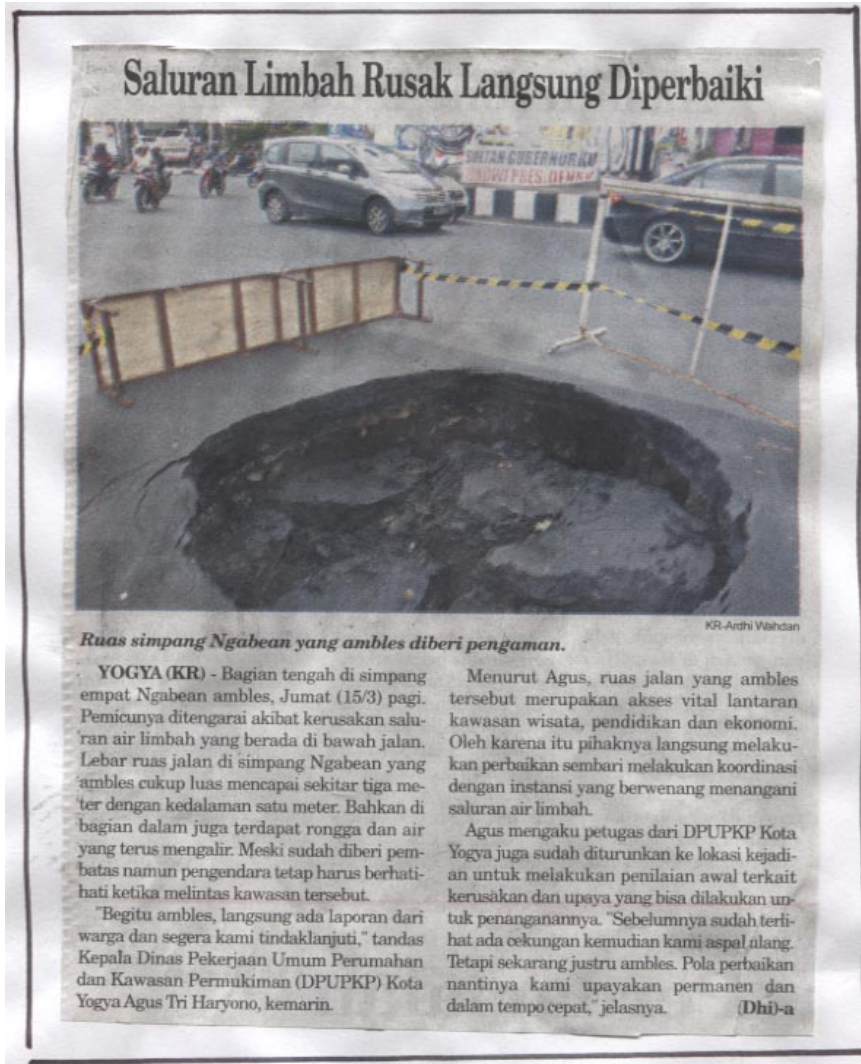 Saluran Limbah Rusak Langsung Diperbaiki
SULTAN GUBERNURKU
JOKOWI PRESIDENKU
KR-Ardhi Wahdan
Ruas simpang Ngabean yang ambles diberi pengaman.
YOGYA (KR) - Bagian tengah di simpang
empat Ngabean ambles, Jumat (15/3) pagi.
Pemicunya ditengarai akibat kerusakan salu-
ran air limbah yang berada di bawah jalan.
Lebar ruas jalan di simpang Ngabean yang
ambles cukup luas mencapai sekitar tiga me-
ter dengan kedalaman satu meter. Bahkan di
bagian dalam juga terdapat rongga dan air
yang terus mengalir. Meski sudah diberi pem-
batas namun pengendara tetap harus berhati-
hati ketika melintas kawasan tersebut.
"Begitu ambles, langsung ada laporan dari
warga dan segera kami tindaklanjuti," tandas
Kepala Dinas Pekerjaan Umum Perumahan
dan Kawasan Permukiman (DPUPKP) Kota
Yogya Agus Tri Haryono, kemarin.
Menurut Agus, ruas jalan yang ambles
tersebut merupakan akses vital lantaran
kawasan wisata, pendidikan dan ekonomi.
Oleh karena itu pihaknya langsung melaku-
kan perbaikan sembari melakukan koordinasi
dengan instansi yang berwenang menangani
saluran air limbah.
Agus mengaku petugas dari DPUPKP Kota
Yogya juga sudah diturunkan ke lokasi kejadi-
an untuk melakukan penilaian awal terkait
kerusakan dan upaya yang bisa dilakukan un-
tuk penanganannya. "Sebelumnya sudah terli-
hat ada cekungan kemudian kami aspal ulang.
Tetapi sekarang justru ambles. Pola perbaikan
nantinya kami upayakan permanen dan
dalam tempo cepat," jelasnya. (Dhi)-a